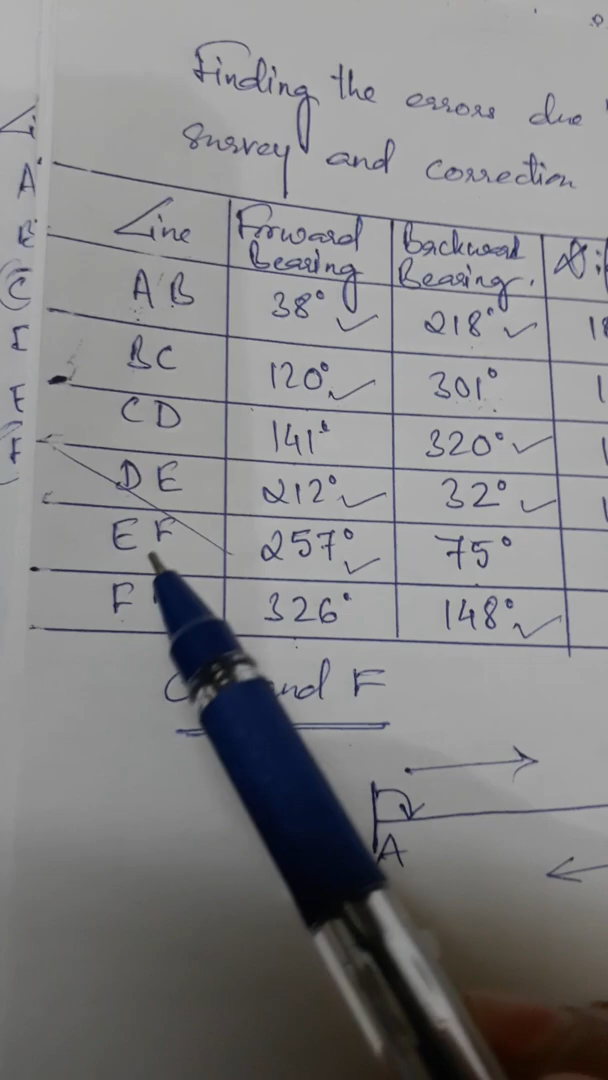 Finding the errors due
survey and correction
Line Forward Bearing Backward Bearing.
AB 38° ✓ 218° ✓
BC 120° ✓ 301°
CD 141° 320° ✓
DE 212° ✓ 32° ✓
EF 257° ✓ 75°
F 326° 148° ✓
C and F
A